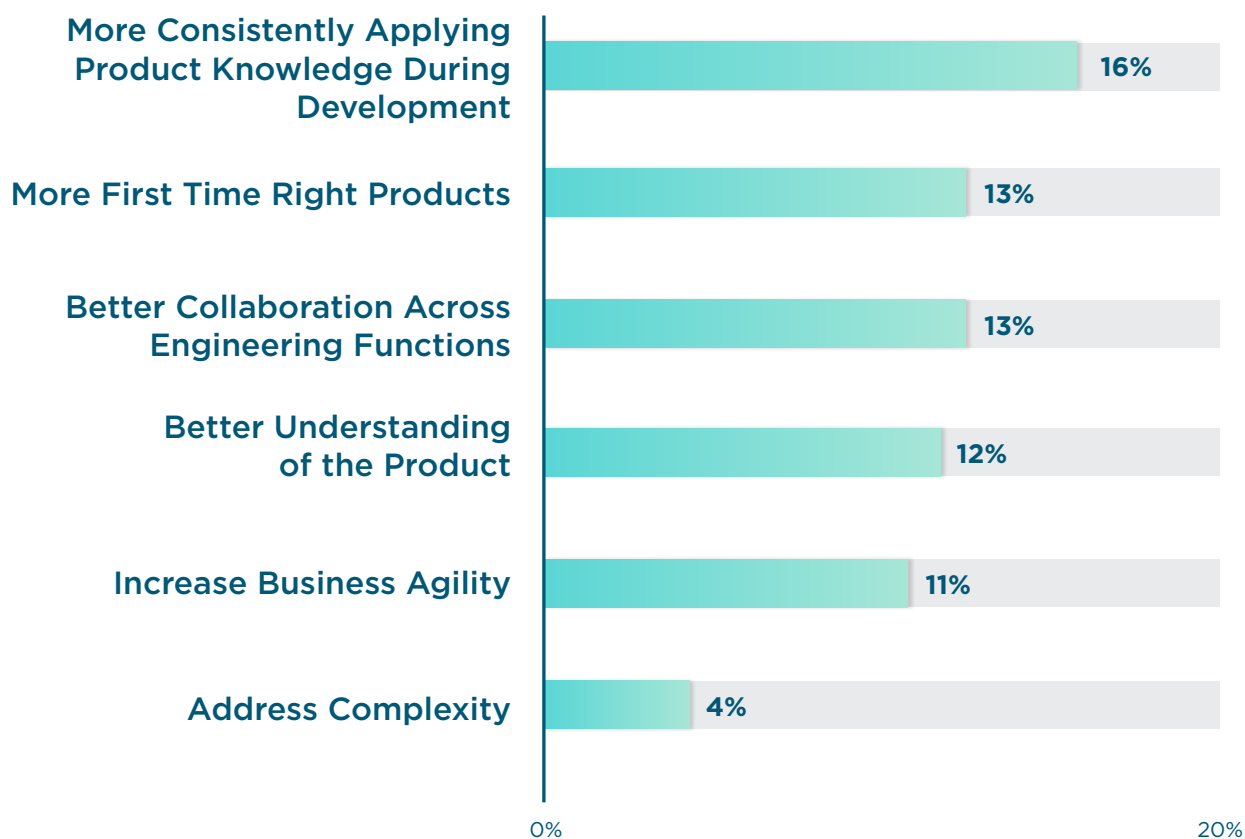 More Consistently Applying
Product Knowledge During
Development
16%
More First Time Right Products
13%
Better Collaboration Across
Engineering Functions
13%
Better Understanding
of the Product
12%
Increase Business Agility
11%
Address Complexity
4%
0%
20%